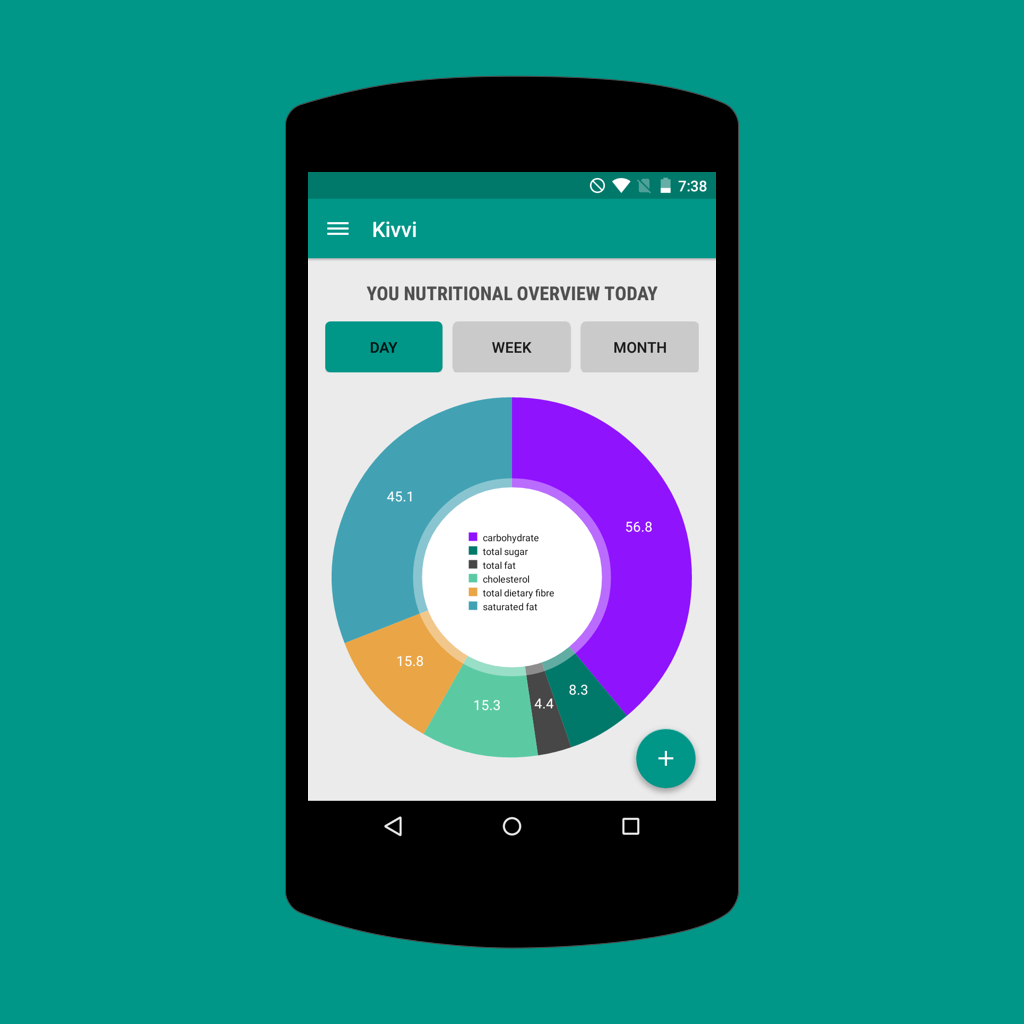 7:38
Kivvi
YOU NUTRITIONAL OVERVIEW TODAY
DAY WEEK MONTH
45.1
56.8
carbohydrate
total sugar
total fat
cholesterol
total dietary fibre
saturated fat
15.8
8.3
4.4
15.3
+